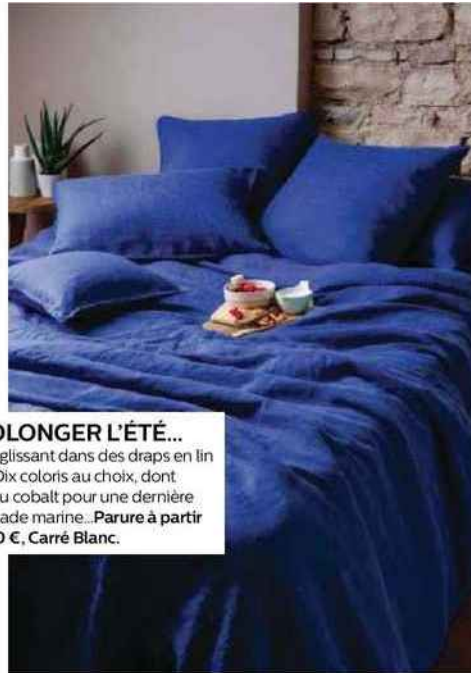 OLONGER L'ÉTÉ...
glissant dans des draps en lin
Dix coloris au choix, dont
u cobalt pour une dernière
ade marine...Parure à partir
0 €, Carré Blanc.